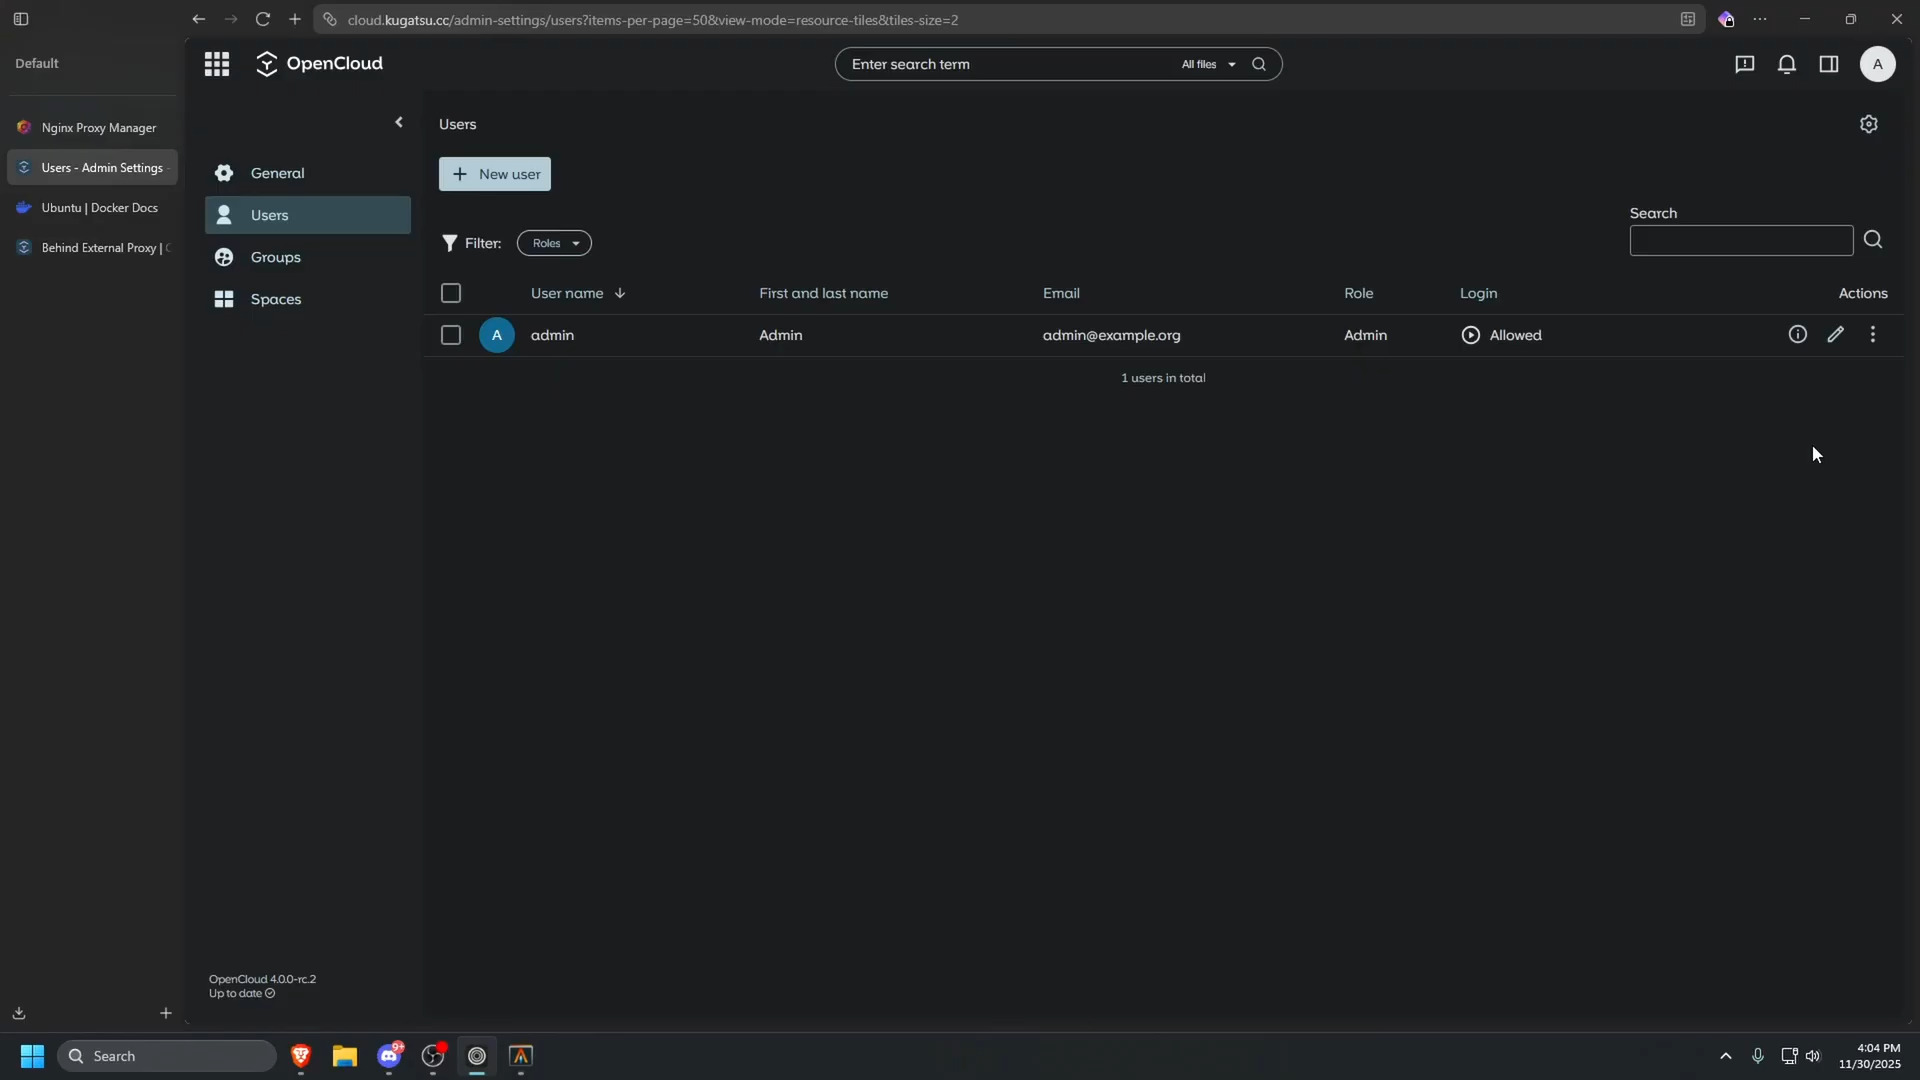 cloud.kugatsu.cc/admin-settings/users?items-per-page=50&view-mode=resource-tiles&tiles-size=2
Default
OpenCloud
Enter search term
All files
A
Nginx Proxy Manager
Users - Admin Settings -
Ubuntu | Docker Docs
Behind External Proxy |
General
Users
Groups
Spaces
Users
New user
Search
Filter:
Roles
User name
First and last name
Email
Role
Login
Actions
A
admin
Admin
admin@example.org
Admin
Allowed
1 users in total
OpenCloud 4.0.0-rc.2
Up to date
Search
9+
4:04 PM
11/30/2025